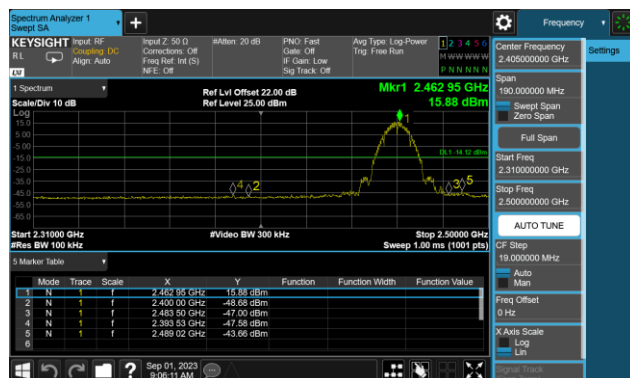 Spectrum Analyzer 1
Swept SA
Frequency
KEYSIGHT
RL
LXI
Input: RF
Coupling: DC
Align: Auto
Input Z: 50 Ω
Corrections: Off
Freq Ref: Int (S)
NFE: Off
#Atten: 20 dB
PNO: Fast
Gate: Off
IF Gain: Low
Sig Track: Off
Avg Type: Log-Power
Trig: Free Run
1 2 3 4 5 6
M W W W W W
P N N N N N
1 Spectrum
Scale/Div 10 dB
Ref Lvl Offset 22.00 dB
Ref Level 25.00 dBm
Mkr1 2.462 95 GHz
15.88 dBm
Log
15.0
5.00
-5.00
-15.0
-25.0
-35.0
-45.0
-55.0
-65.0
1
DL1 -14.12 dBm
4 2
3 5
Start 2.31000 GHz
#Res BW 100 kHz
#Video BW 300 kHz
Stop 2.50000 GHz
Sweep 1.00 ms (1001 pts)
5 Marker Table
Mode Trace Scale X Y Function Function Width Function Value
1 N 1 f 2.462 95 GHz 15.88 dBm
2 N 1 f 2.400 00 GHz -48.68 dBm
3 N 1 f 2.483 50 GHz -47.00 dBm
4 N 1 f 2.393 53 GHz -47.58 dBm
5 N 1 f 2.489 02 GHz -43.66 dBm
6
?
Sep 01, 2023
9:06:11 AM
Center Frequency
2.405000000 GHz
Settings
Span
190.000000 MHz
Swept Span
Zero Span
Full Span
Start Freq
2.310000000 GHz
Stop Freq
2.500000000 GHz
AUTO TUNE
CF Step
19.000000 MHz
Auto
Man
Freq Offset
0 Hz
X Axis Scale
Log
Lin
Signal Track